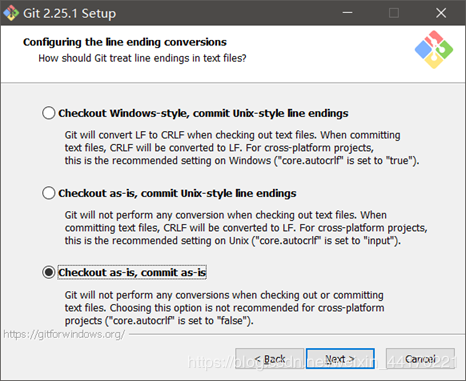 Git 2.25.1 Setup
Configuring the line ending conversions
How should Git treat line endings in text files?
Checkout Windows-style, commit Unix-style line endings
Git will convert LF to CRLF when checking out text files. When committing
text files, CRLF will be converted to LF. For cross-platform projects,
this is the recommended setting on Windows ("core.autocrlf" is set to "true").
Checkout as-is, commit Unix-style line endings
Git will not perform any conversion when checking out text files. When
committing text files, CRLF will be converted to LF. For cross-platform projects,
this is the recommended setting on Unix ("core.autocrlf" is set to "input").
Checkout as-is, commit as-is
Git will not perform any conversions when checking out or committing
text files. Choosing this option is not recommended for cross-platform
projects ("core.autocrlf" is set to "false").
https://gitforwindows.org/
< Back Next > Cancel